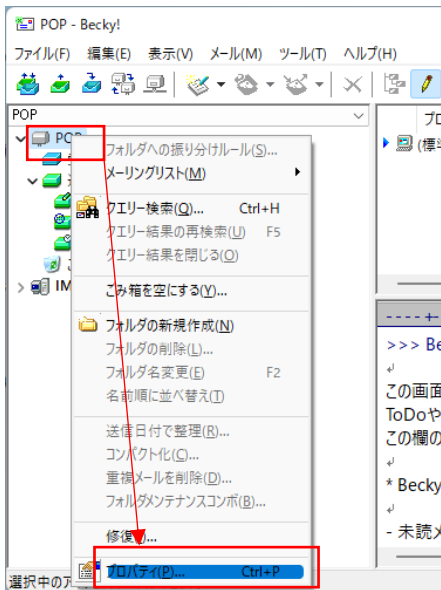 POP - Becky!
ファイル(F) 編集(E) 表示(V) メール(M) ツール(T) ヘルプ(H)
POP
POP
IM
フォルダへの振り分けルール(S)...
メーリングリスト(M)
クエリー検索(Q)... Ctrl+H
クエリー結果の再検索(U) F5
クエリー結果を閉じる(O)
ごみ箱を空にする(Y)...
フォルダの新規作成(N)
フォルダの削除(L)...
フォルダ名変更(E) F2
名前順に並べ替え(T)
送信日付で整理(R)...
コンパクト化(C)...
重複メールを削除(D)...
フォルダメンテナンスコンボ(B)...
修復
プロパティ(P)... Ctrl+P
選択中のア
(標準
----+-
>>> Be
この画面
ToDoや
この欄の
* Becky
- 未読メ